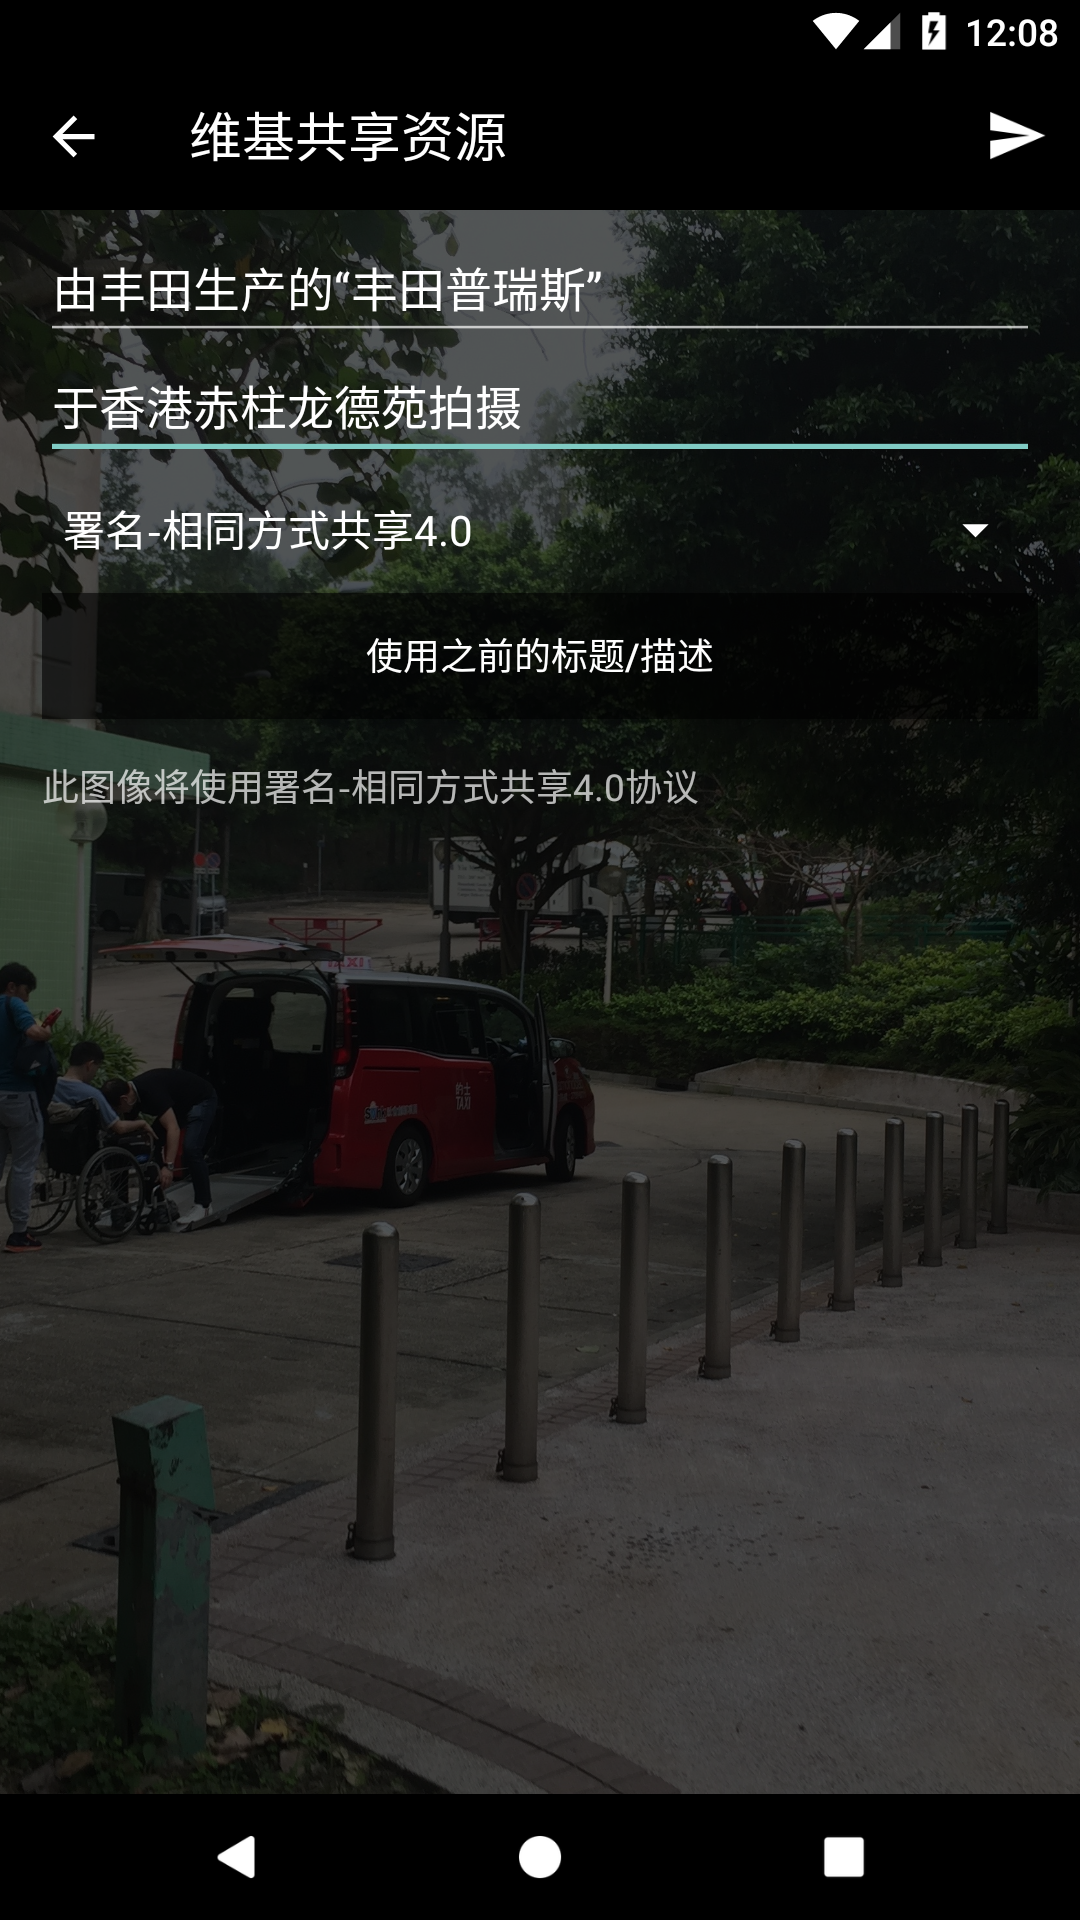 12:08
维基共享资源
由丰田生产的“丰田普瑞斯”
于香港赤柱龙德苑拍摄
署名-相同方式共享4.0
使用之前的标题/描述
此图像将使用署名-相同方式共享4.0协议
TAXI
的士
TAXI